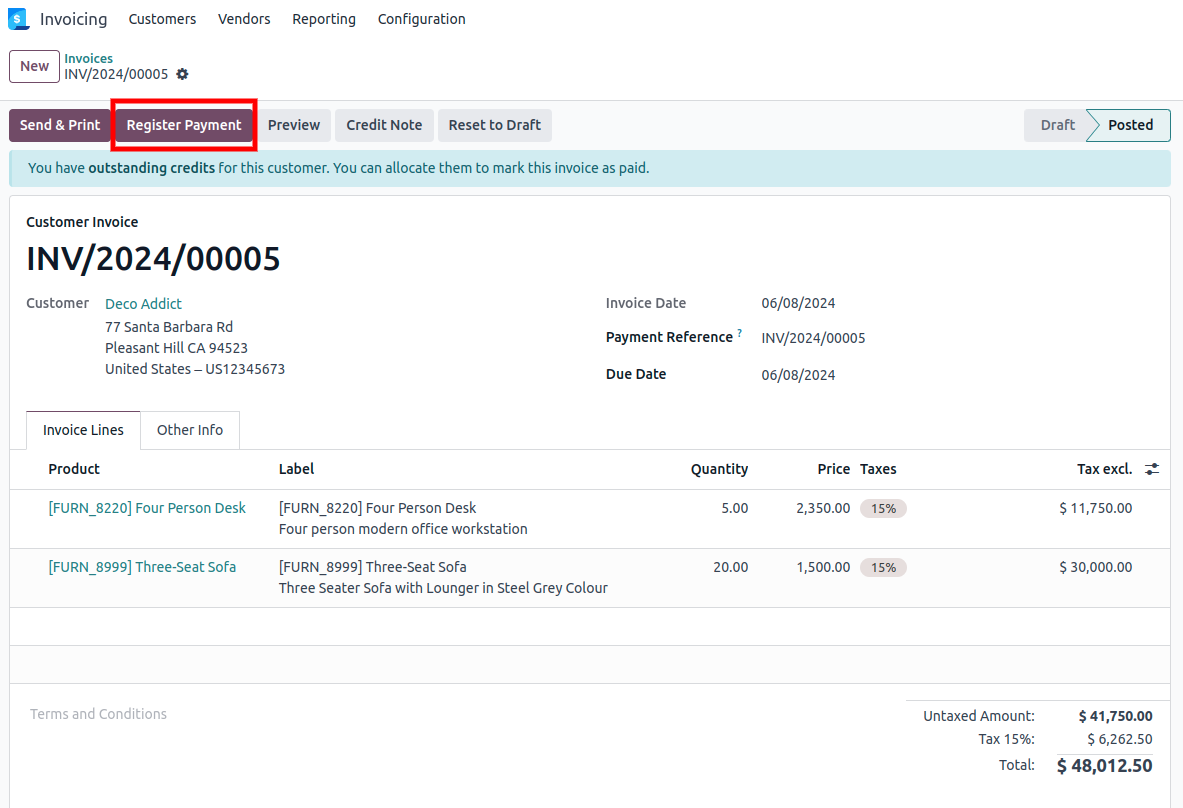 Invoicing Customers Vendors Reporting Configuration
New
Invoices
INV/2024/00005
Send & Print Register Payment Preview Credit Note Reset to Draft Draft Posted
You have outstanding credits for this customer. You can allocate them to mark this invoice as paid.
Customer Invoice
INV/2024/00005
Customer Deco Addict
77 Santa Barbara Rd
Pleasant Hill CA 94523
United States – US12345673
Invoice Date 06/08/2024
Payment Reference ? INV/2024/00005
Due Date 06/08/2024
Invoice Lines Other Info
Product Label Quantity Price Taxes Tax excl.
[FURN_8220] Four Person Desk [FURN_8220] Four Person Desk 5.00 2,350.00 15% $ 11,750.00
Four person modern office workstation
[FURN_8999] Three-Seat Sofa [FURN_8999] Three-Seat Sofa 20.00 1,500.00 15% $ 30,000.00
Three Seater Sofa with Lounger in Steel Grey Colour
Terms and Conditions
Untaxed Amount: $ 41,750.00
Tax 15%: $ 6,262.50
Total: $ 48,012.50